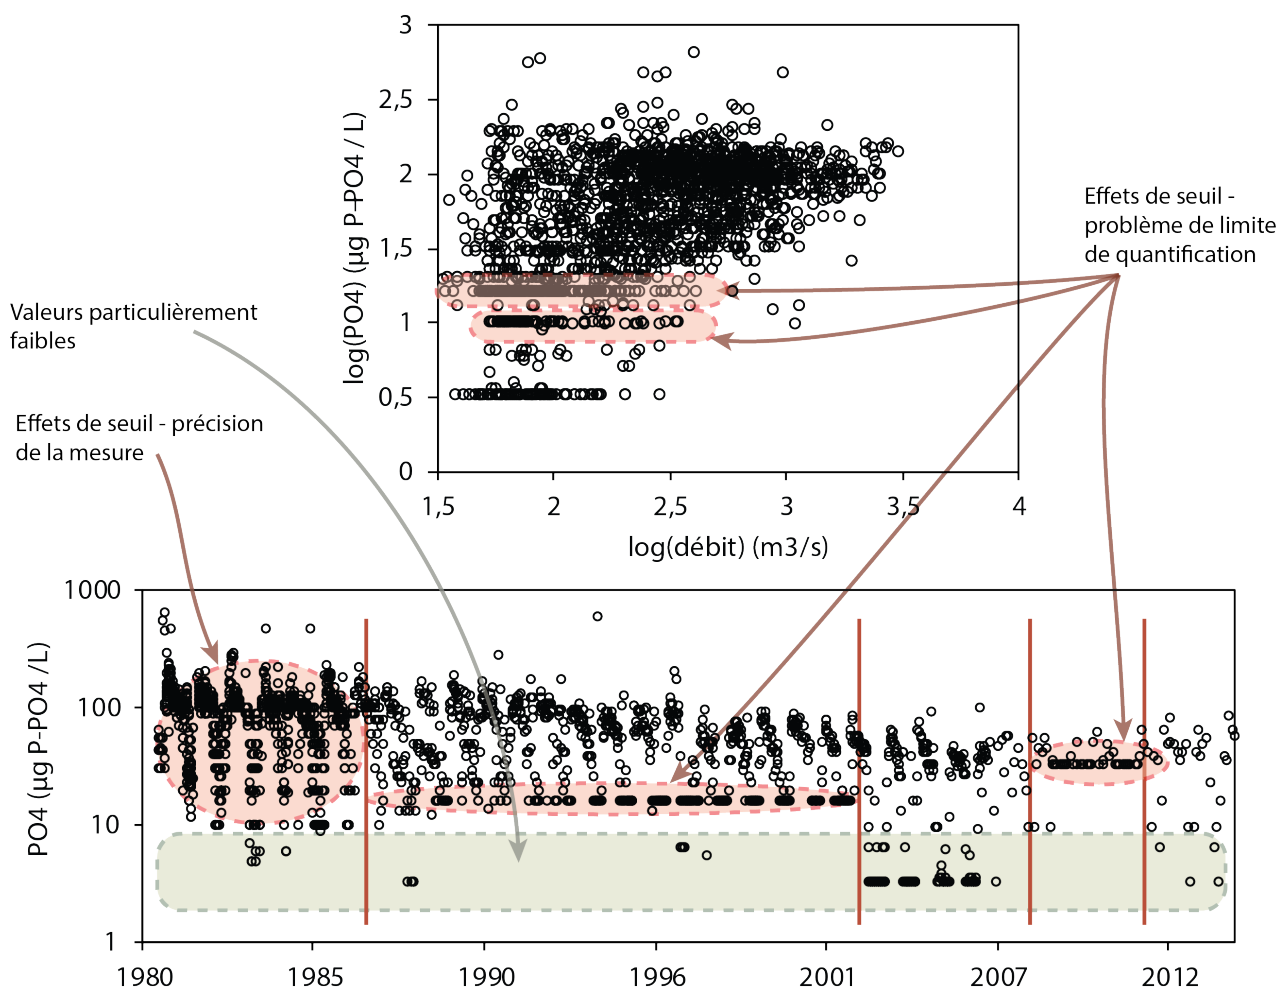 3
2,5
2
1,5
1
0,5
0
log(PO4) (µg P-PO4 / L)
1,5
2
2,5
3
3,5
4
log(débit) (m3/s)
Effets de seuil -
problème de limite
de quantification
Valeurs particulièrement
faibles
Effets de seuil - précision
de la mesure
1000
100
10
1
PO4 (µg P-PO4 /L)
1980
1985
1990
1996
2001
2007
2012